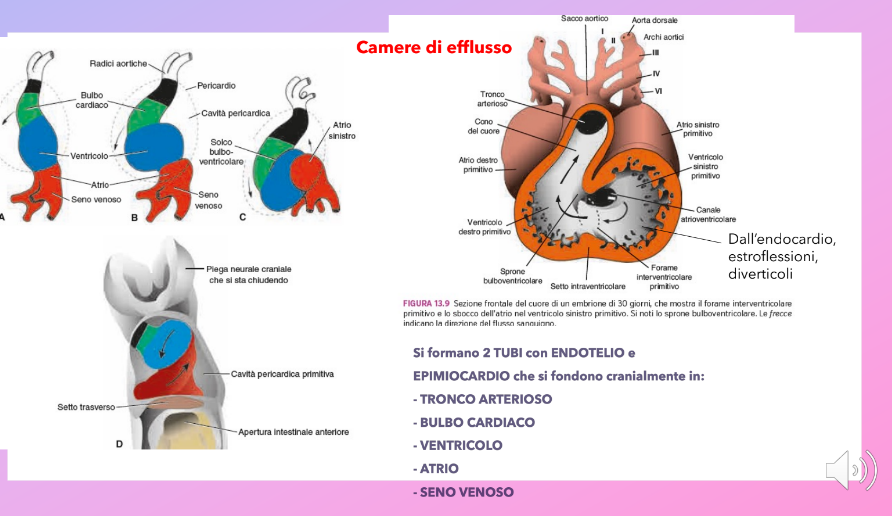 Camere di efflusso
Radici aortiche
Pericardio
Bulbo
cardiaco
Cavità pericardica
Atrio
sinistro
Solco
bulbo-
ventricolare
Ventricolo
Atrio
Seno venoso
Seno
venoso
A
B
C
Piega neurale craniale
che si sta chiudendo
Cavità pericardica primitiva
Setto trasverso
Apertura intestinale anteriore
D
Sacco aortico
Aorta dorsale
I
II
Archi aortici
III
IV
VI
Tronco
arterioso
Cono
del cuore
Atrio sinistro
primitivo
Atrio destro
primitivo
Ventricolo
sinistro
primitivo
Canale
atrioventricolare
Ventricolo
destro primitivo
Sprone
bulboventricolare
Setto intraventricolare
Forame
interventricolare
primitivo
Dall’endocardio,
estroflessioni,
diverticoli
FIGURA 13.9 Sezione frontale del cuore di un embrione di 30 giorni, che mostra il forame interventricolare
primitivo e lo sbocco dell'atrio nel ventricolo sinistro primitivo. Si noti lo sprone bulboventricolare. Le frecce
indicano la direzione del flusso sanguigno.
Si formano 2 TUBI con ENDOTELIO e
EPIMIOCARDIO che si fondono cranialmente in:
- TRONCO ARTERIOSO
- BULBO CARDIACO
- VENTRICOLO
- ATRIO
- SENO VENOSO